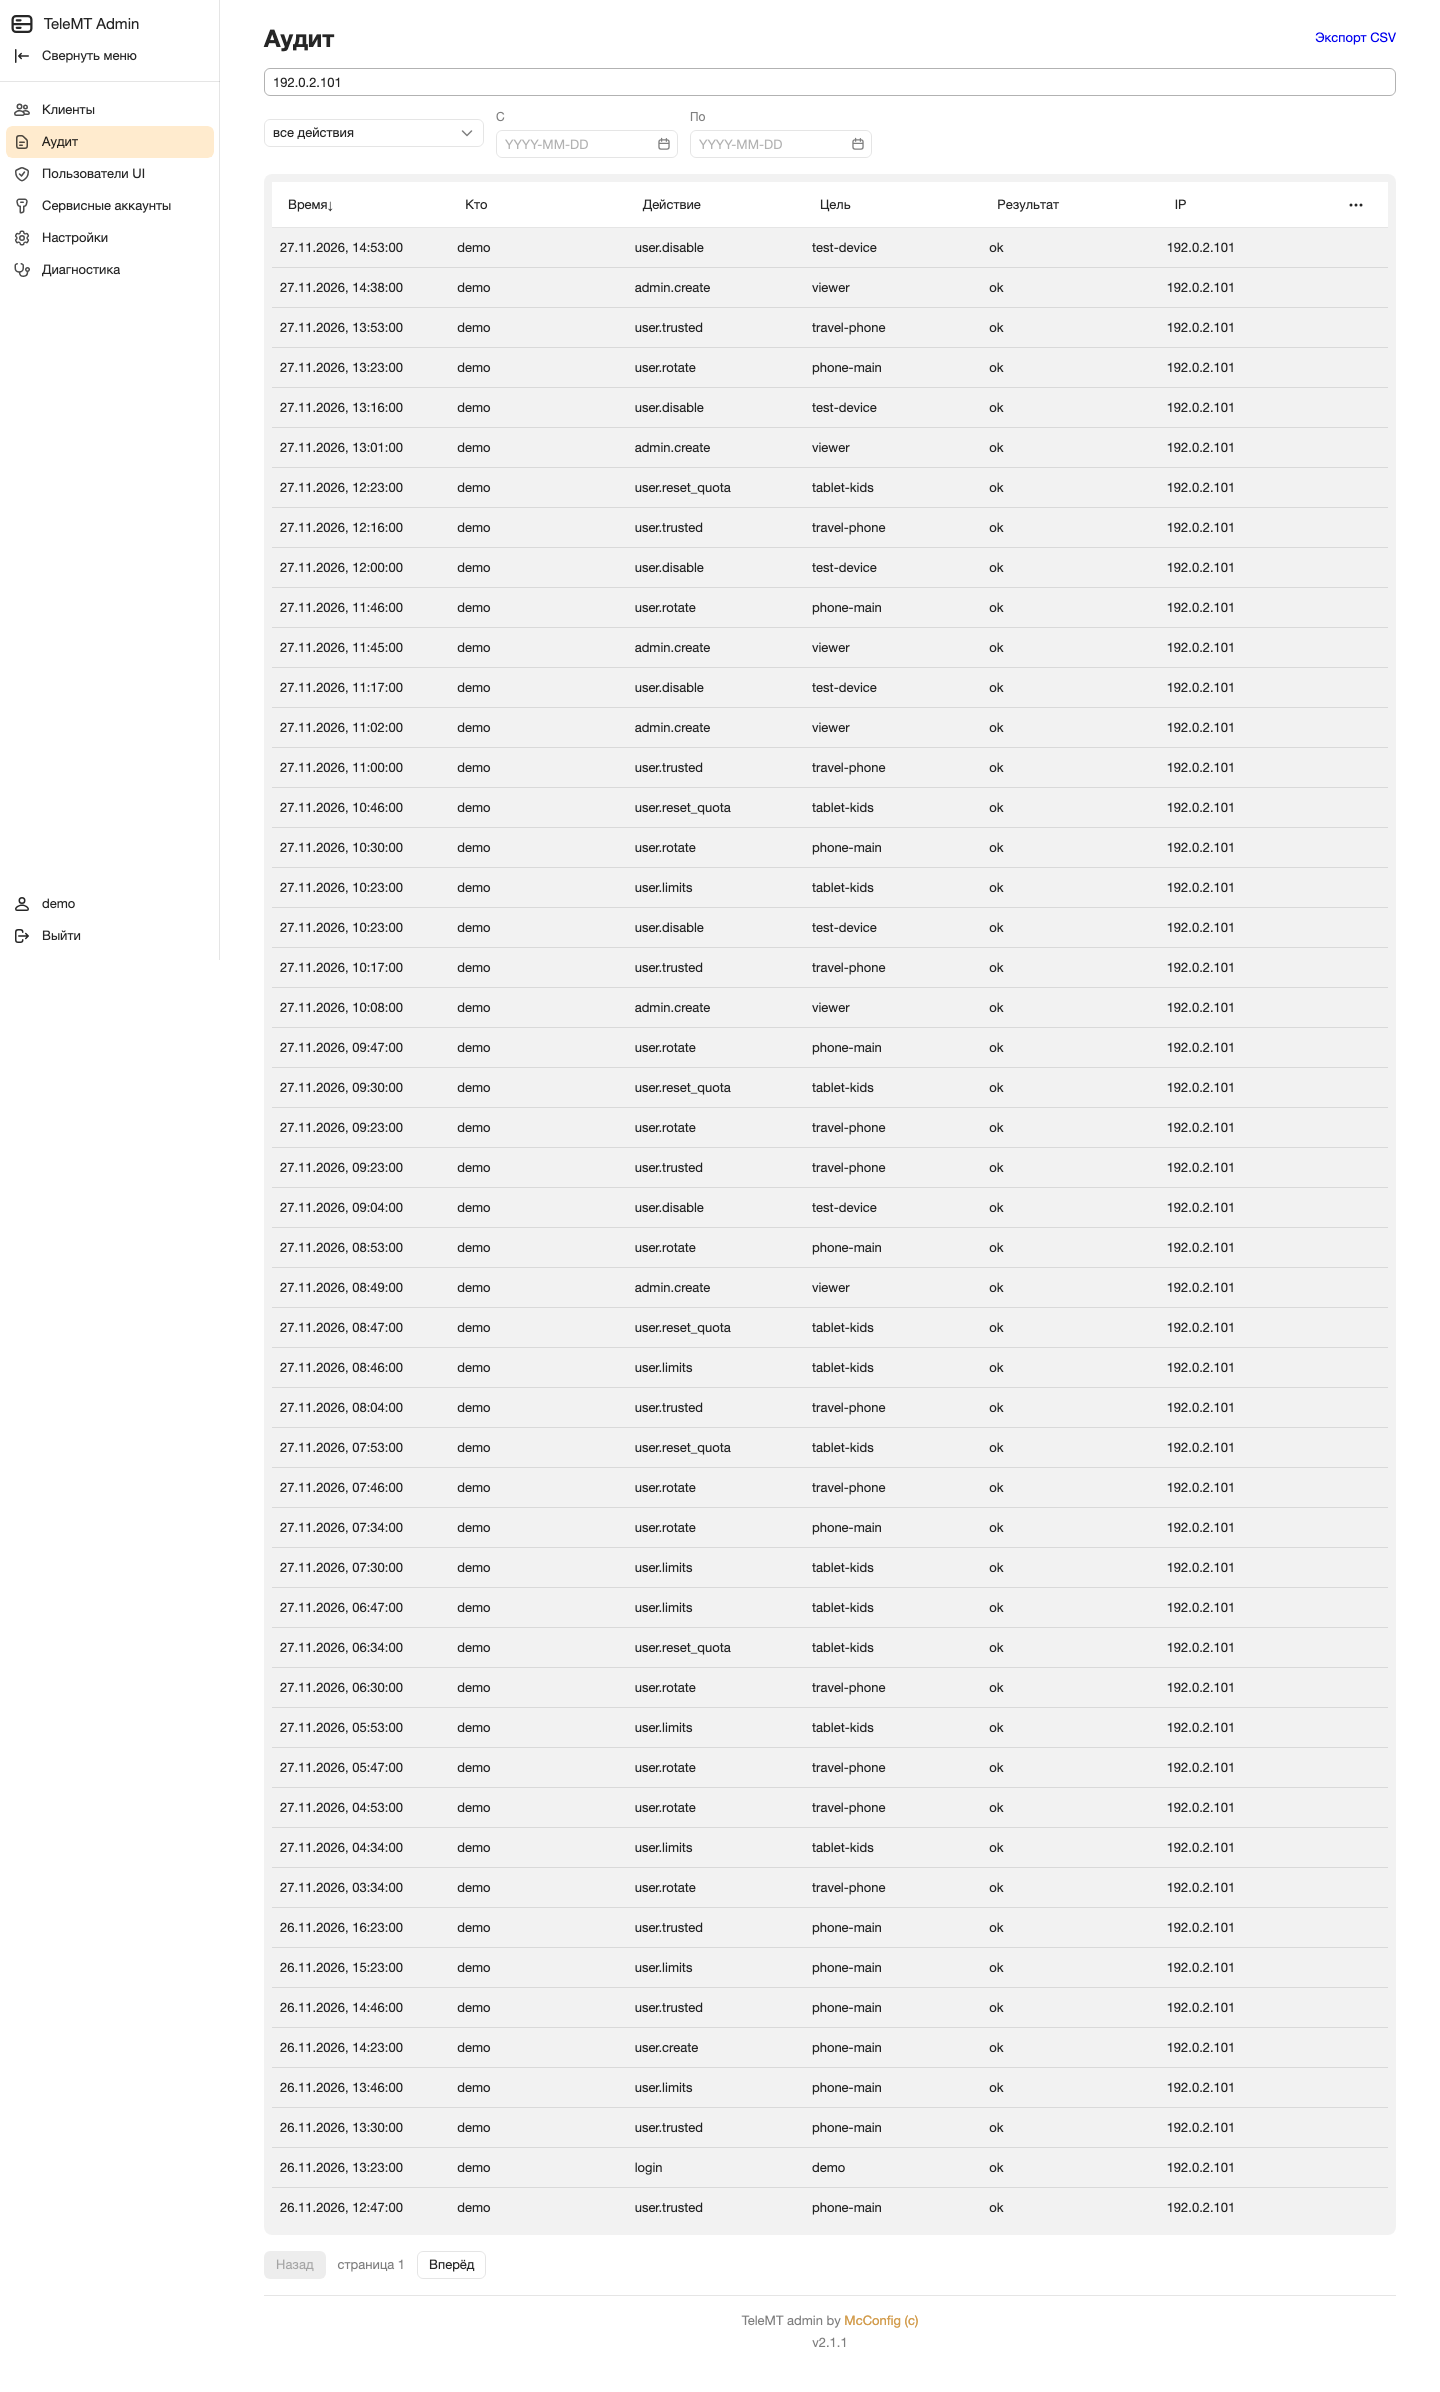 TeleMT Admin
Свернуть меню
Клиенты
Аудит
Пользователи UI
Сервисные аккаунты
Настройки
Диагностика
demo
Выйти
Аудит
Экспорт CSV
192.0.2.101
все действия
С
YYYY-MM-DD
По
YYYY-MM-DD
Время↓ Кто Действие Цель Результат IP
27.11.2026, 14:53:00 demo user.disable test-device ok 192.0.2.101
27.11.2026, 14:38:00 demo admin.create viewer ok 192.0.2.101
27.11.2026, 13:53:00 demo user.trusted travel-phone ok 192.0.2.101
27.11.2026, 13:23:00 demo user.rotate phone-main ok 192.0.2.101
27.11.2026, 13:16:00 demo user.disable test-device ok 192.0.2.101
27.11.2026, 13:01:00 demo admin.create viewer ok 192.0.2.101
27.11.2026, 12:23:00 demo user.reset_quota tablet-kids ok 192.0.2.101
27.11.2026, 12:16:00 demo user.trusted travel-phone ok 192.0.2.101
27.11.2026, 12:00:00 demo user.disable test-device ok 192.0.2.101
27.11.2026, 11:46:00 demo user.rotate phone-main ok 192.0.2.101
27.11.2026, 11:45:00 demo admin.create viewer ok 192.0.2.101
27.11.2026, 11:17:00 demo user.disable test-device ok 192.0.2.101
27.11.2026, 11:02:00 demo admin.create viewer ok 192.0.2.101
27.11.2026, 11:00:00 demo user.trusted travel-phone ok 192.0.2.101
27.11.2026, 10:46:00 demo user.reset_quota tablet-kids ok 192.0.2.101
27.11.2026, 10:30:00 demo user.rotate phone-main ok 192.0.2.101
27.11.2026, 10:23:00 demo user.limits tablet-kids ok 192.0.2.101
27.11.2026, 10:23:00 demo user.disable test-device ok 192.0.2.101
27.11.2026, 10:17:00 demo user.trusted travel-phone ok 192.0.2.101
27.11.2026, 10:08:00 demo admin.create viewer ok 192.0.2.101
27.11.2026, 09:47:00 demo user.rotate phone-main ok 192.0.2.101
27.11.2026, 09:30:00 demo user.reset_quota tablet-kids ok 192.0.2.101
27.11.2026, 09:23:00 demo user.rotate travel-phone ok 192.0.2.101
27.11.2026, 09:23:00 demo user.trusted travel-phone ok 192.0.2.101
27.11.2026, 09:04:00 demo user.disable test-device ok 192.0.2.101
27.11.2026, 08:53:00 demo user.rotate phone-main ok 192.0.2.101
27.11.2026, 08:49:00 demo admin.create viewer ok 192.0.2.101
27.11.2026, 08:47:00 demo user.reset_quota tablet-kids ok 192.0.2.101
27.11.2026, 08:46:00 demo user.limits tablet-kids ok 192.0.2.101
27.11.2026, 08:04:00 demo user.trusted travel-phone ok 192.0.2.101
27.11.2026, 07:53:00 demo user.reset_quota tablet-kids ok 192.0.2.101
27.11.2026, 07:46:00 demo user.rotate travel-phone ok 192.0.2.101
27.11.2026, 07:34:00 demo user.rotate phone-main ok 192.0.2.101
27.11.2026, 07:30:00 demo user.limits tablet-kids ok 192.0.2.101
27.11.2026, 06:47:00 demo user.limits tablet-kids ok 192.0.2.101
27.11.2026, 06:34:00 demo user.reset_quota tablet-kids ok 192.0.2.101
27.11.2026, 06:30:00 demo user.rotate travel-phone ok 192.0.2.101
27.11.2026, 05:53:00 demo user.limits tablet-kids ok 192.0.2.101
27.11.2026, 05:47:00 demo user.rotate travel-phone ok 192.0.2.101
27.11.2026, 04:53:00 demo user.rotate travel-phone ok 192.0.2.101
27.11.2026, 04:34:00 demo user.limits tablet-kids ok 192.0.2.101
27.11.2026, 03:34:00 demo user.rotate travel-phone ok 192.0.2.101
26.11.2026, 16:23:00 demo user.trusted phone-main ok 192.0.2.101
26.11.2026, 15:23:00 demo user.limits phone-main ok 192.0.2.101
26.11.2026, 14:46:00 demo user.trusted phone-main ok 192.0.2.101
26.11.2026, 14:23:00 demo user.create phone-main ok 192.0.2.101
26.11.2026, 13:46:00 demo user.limits phone-main ok 192.0.2.101
26.11.2026, 13:30:00 demo user.trusted phone-main ok 192.0.2.101
26.11.2026, 13:23:00 demo login demo ok 192.0.2.101
26.11.2026, 12:47:00 demo user.trusted phone-main ok 192.0.2.101
Назад страница 1 Вперёд
TeleMT admin by McConfig (c)
v2.1.1